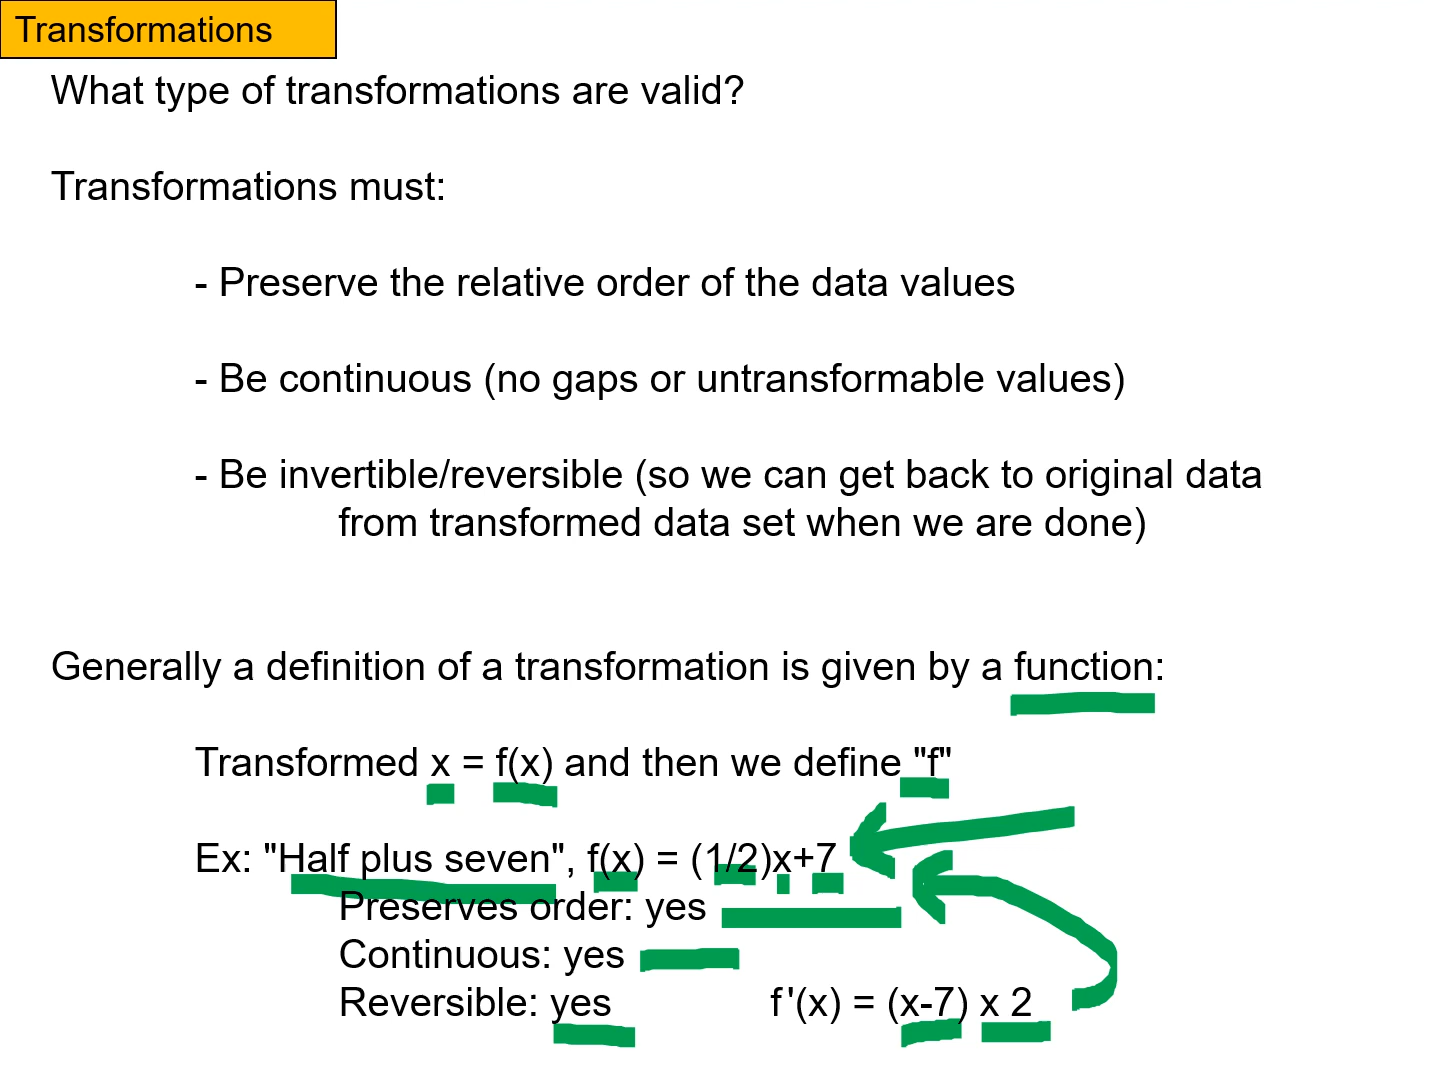 Transformations
What type of transformations are valid?
Transformations must:
- Preserve the relative order of the data values
- Be continuous (no gaps or untransformable values)
- Be invertible/reversible (so we can get back to original data
from transformed data set when we are done)
Generally a definition of a transformation is given by a function:
Transformed x = f(x) and then we define "f"
Ex: "Half plus seven", f(x) = (1/2)x+7
Preserves order: yes
Continuous: yes
Reversible: yes f'(x) = (x-7) x 2